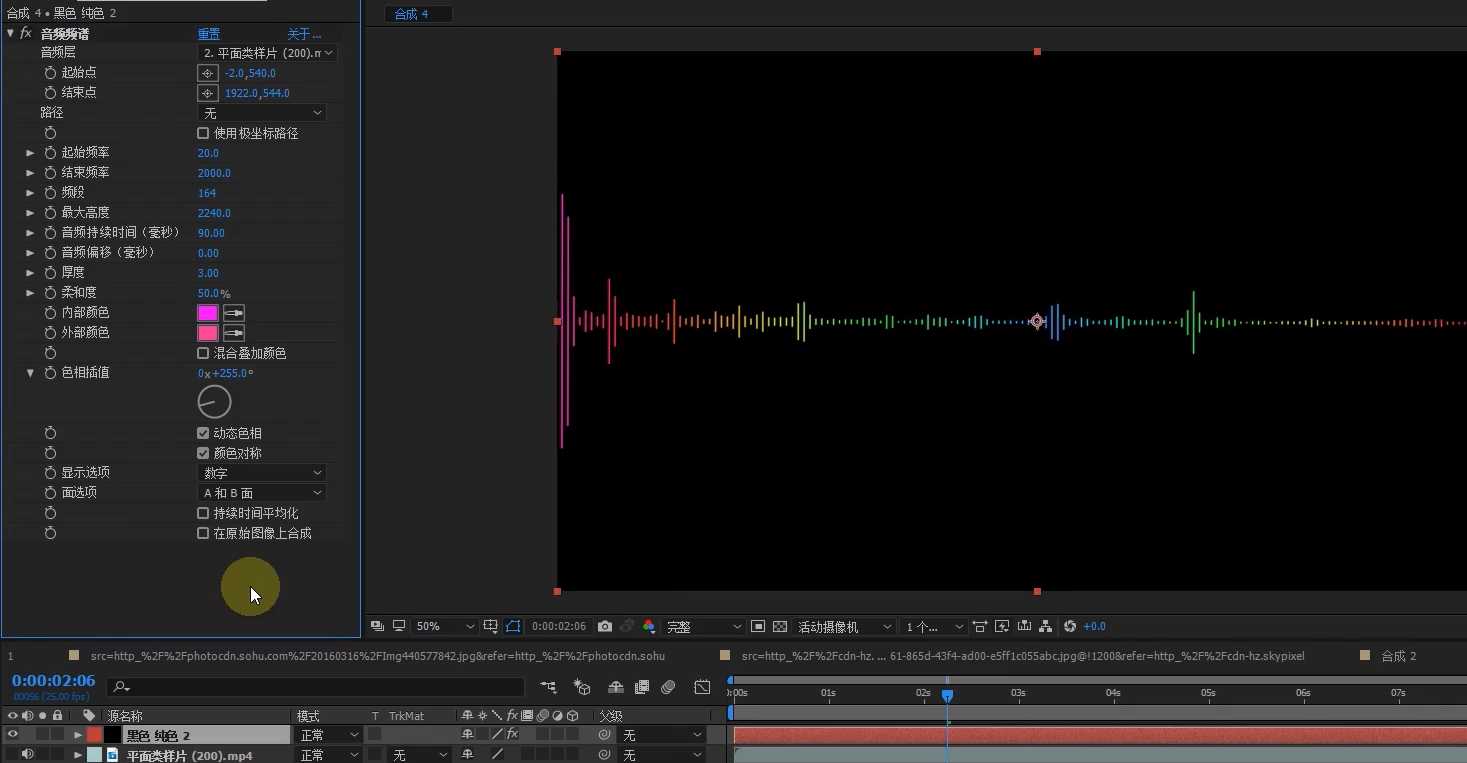 合成 4 • 黑色 纯色 2
fx 音频频谱 重置 关于...
音频层 2. 平面类样片 (200).m
起始点 -2.0,540.0
结束点 1922.0,544.0
路径 无
使用极坐标路径
起始频率 20.0
结束频率 2000.0
频段 164
最大高度 2240.0
音频持续时间（毫秒） 90.00
音频偏移（毫秒） 0.00
厚度 3.00
柔和度 50.0%
内部颜色
外部颜色
混合叠加颜色
色相插值 0x+255.0°
动态色相
颜色对称
显示选项 数字
面选项 A 和 B 面
持续时间平均化
在原始图像上合成
合成 4
50% 0:00:02:06 完整 活动摄像机 1 个... +0.0
1 src=http_%2F%2Fphotocdn.sohu.com%2F20160316%2FImg440577842.jpg&refer=http_%2F%2Fphotocdn.sohu src=http_%2F%2Fcdn-hz. ... 61-865d-43f4-ad00-e5ff1c055abc.jpg@!1200&refer=http_%2F%2Fcdn-hz.skypixel 合成 2
0:00:02:06
00056 (25.00 fps)
0:00s 01s 02s 03s 04s 05s 06s 07s
源名称 模式 T TrkMat fx 父级
黑色 纯色 2 正常 fx 无
平面类样片 (200).mp4 正常 无 无